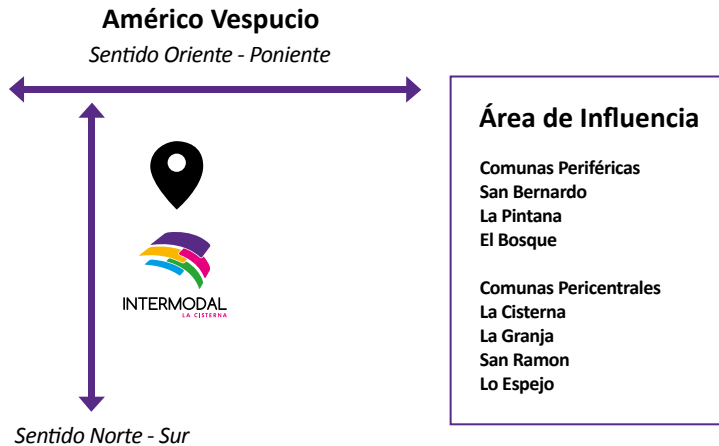 Américo Vespucio
Sentido Oriente - Poniente
INTERMODAL
LA CISTERNA
Sentido Norte - Sur
Área de Influencia
Comunas Periféricas
San Bernardo
La Pintana
El Bosque
Comunas Pericentrales
La Cisterna
La Granja
San Ramon
Lo Espejo